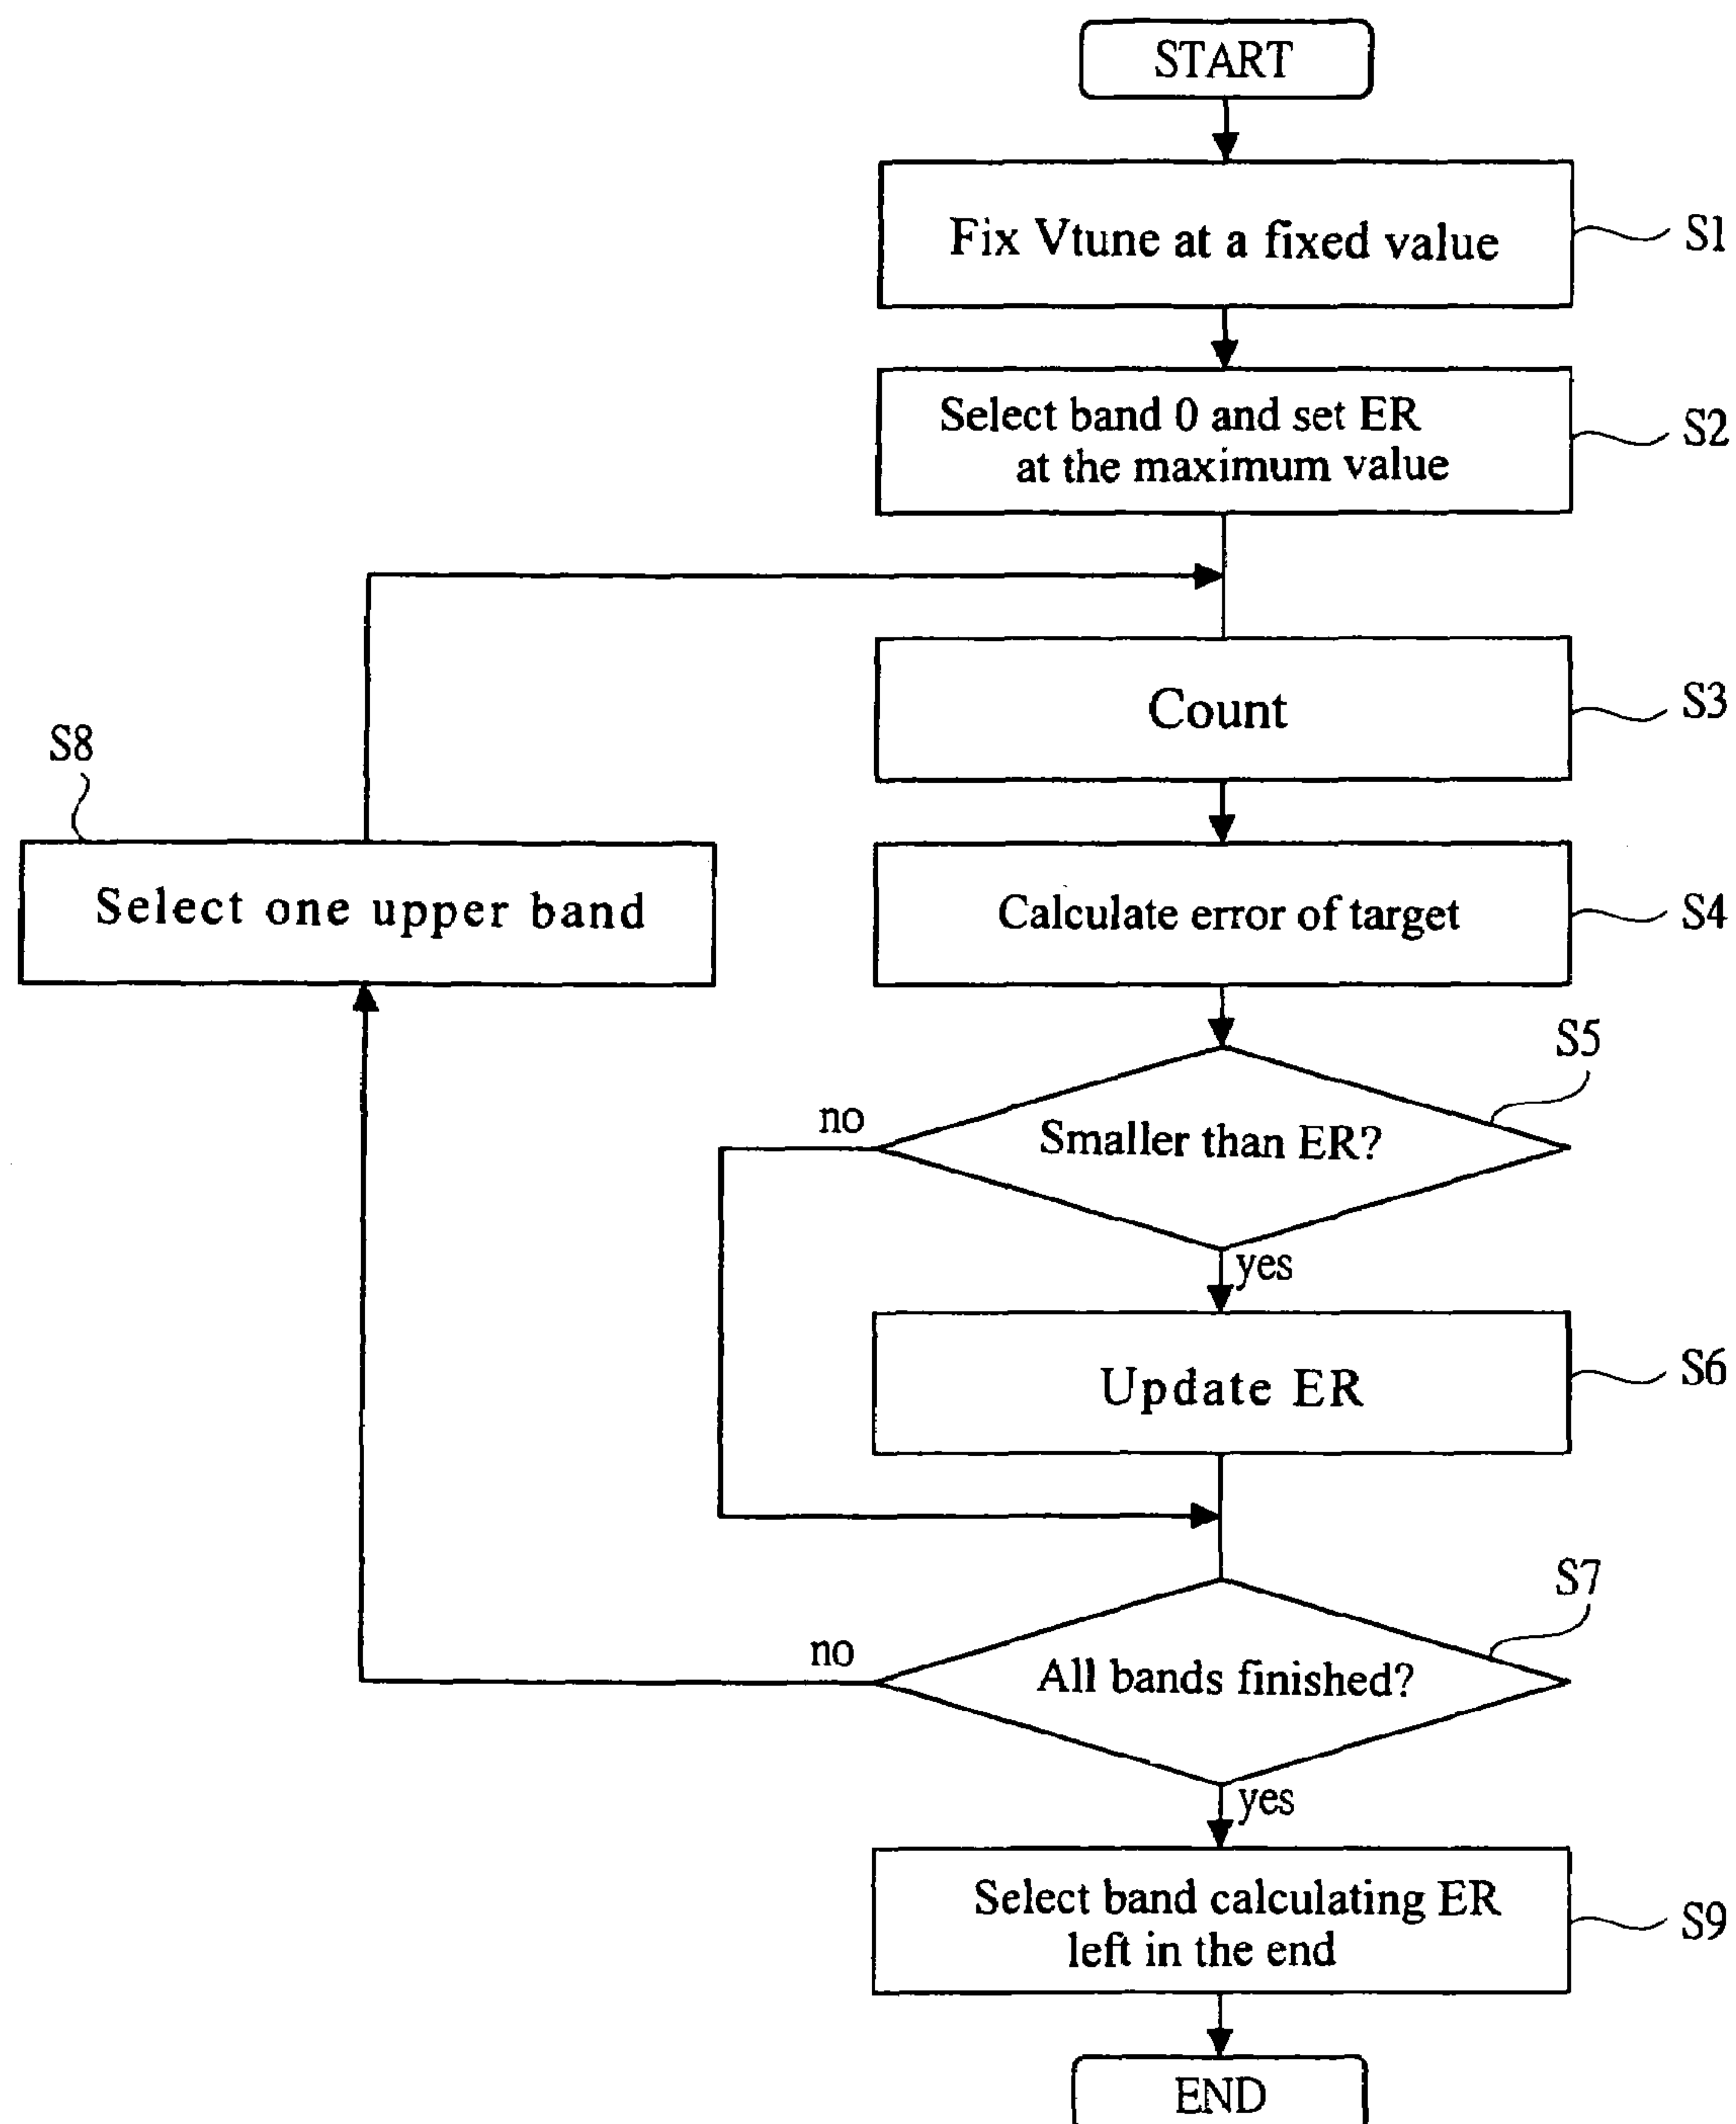 START
Fix Vtune at a fixed value
S1
Select band 0 and set ER
at the maximum value
S2
Count
S3
S8
Select one upper band
Calculate error of target
S4
S5
no
Smaller than ER?
yes
Update ER
S6
S7
no
All bands finished?
yes
Select band calculating ER
left in the end
S9
END